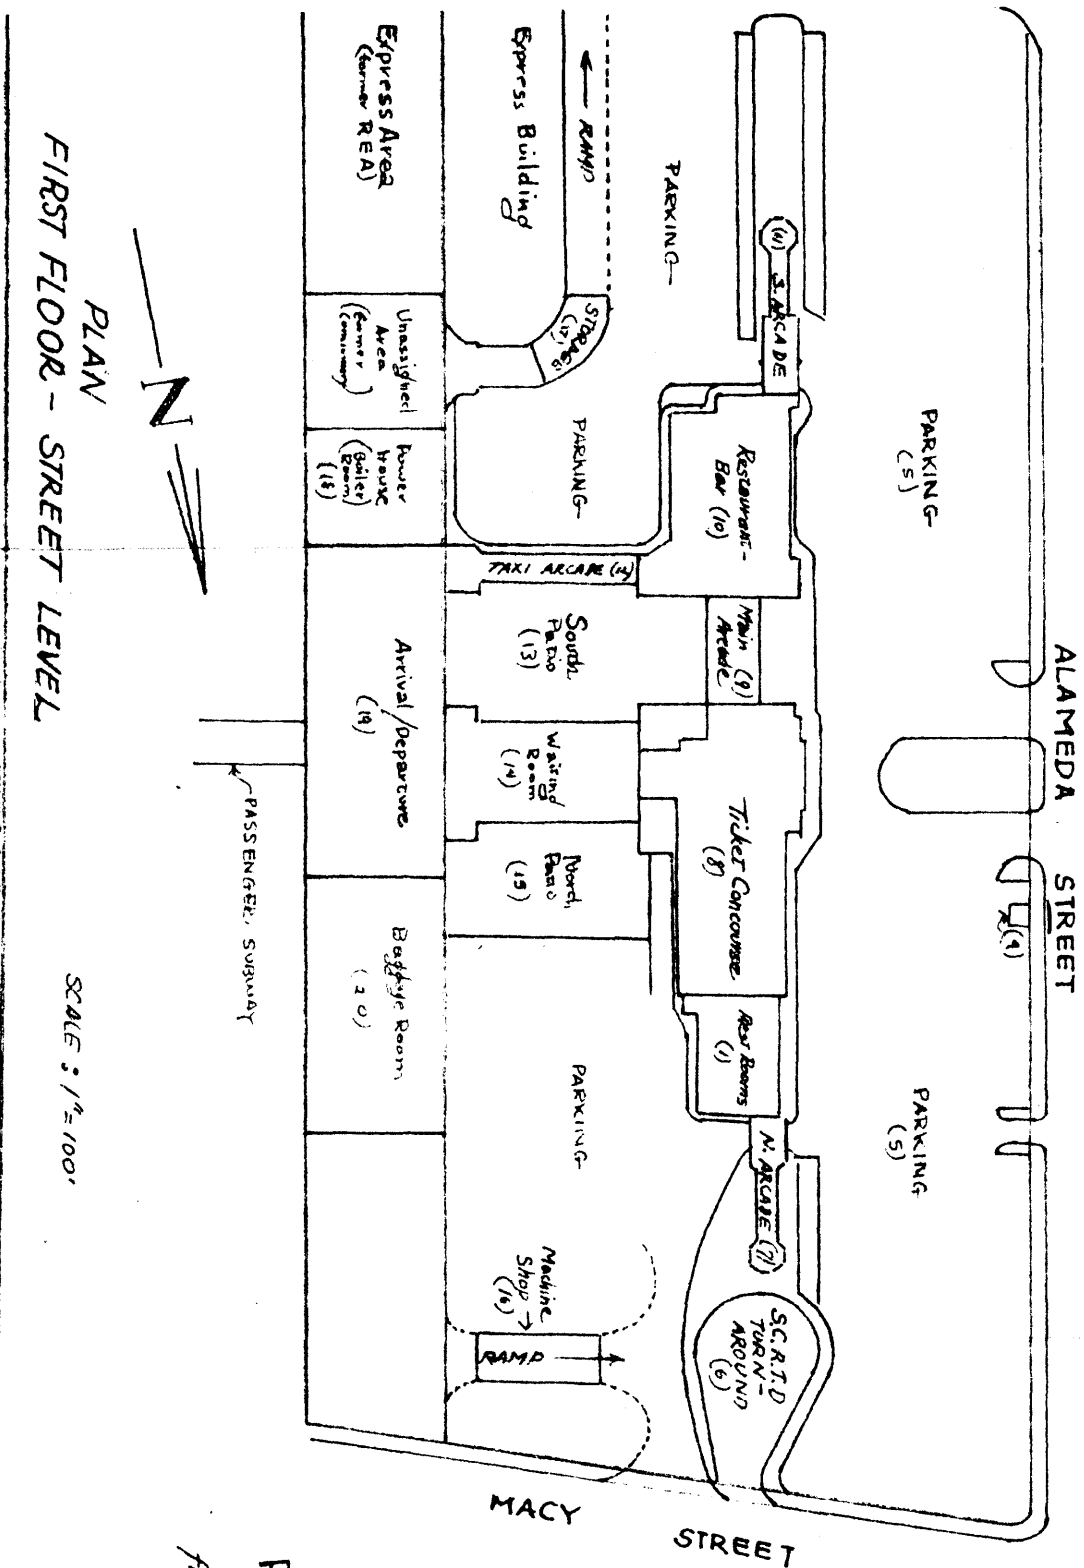 ALAMEDA STREET
(4)
PARKING
(5)
PARKING
(5)
(11) S. ARCADE
Restaurant-
Bar (10)
Main (9)
Arcade
Ticket Concourse
(8)
Rest Rooms
(1)
N. ARCADE (7)
S.C.R.T.D
TURN-
AROUND
(6)
PARKING
← RAMP
STORAGE
(17)
PARKING
TAXI ARCADE (12)
South
Patio
(13)
Waiting
Room
(14)
North
Patio
(15)
PARKING
Machine
Shop →
(16)
RAMP →
Express Building
Express Area
(former REA)
Unassigned
Area
(former
Power
House
(Boiler
Room)
(18)
Arrival/Departure
(19)
Baggage Room
(20)
PASSENGER SUBWAY
MACY STREET
N
PLAN
FIRST FLOOR - STREET LEVEL
SCALE: 1"=100'